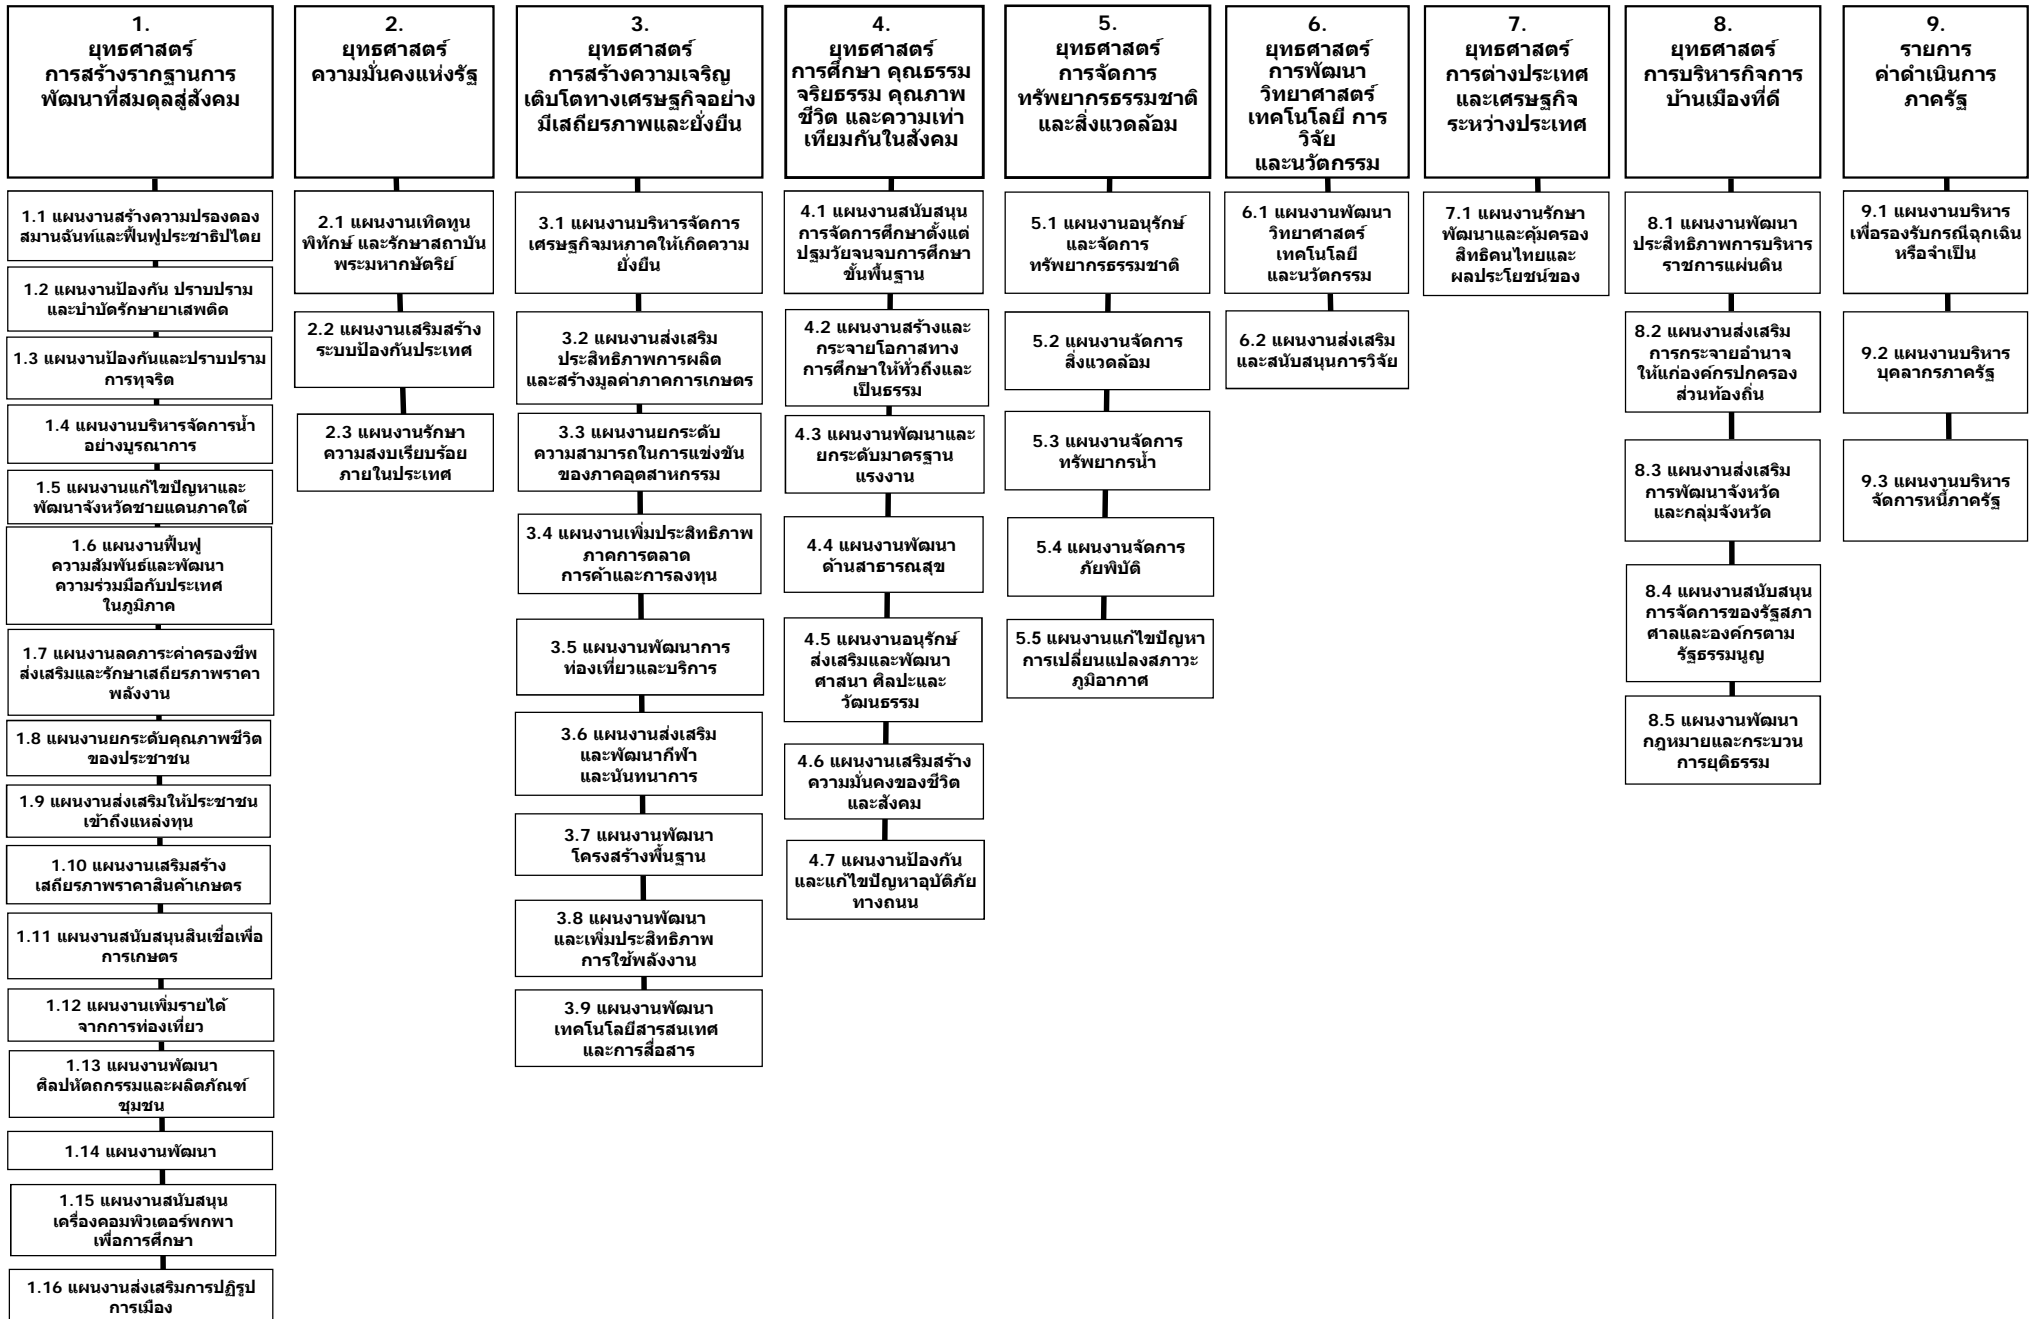 1.
ยุทธศาสตร์
การสร้างรากฐานการ
พัฒนาที่สมดุลสู่สังคม
1.1 แผนงานสร้างความปรองดอง
สมานฉันท์และฟื้นฟูประชาธิปไตย
1.2 แผนงานป้องกัน ปราบปราม
และบำบัดรักษายาเสพติด
1.3 แผนงานป้องกันและปราบปราม
การทุจริต
1.4 แผนงานบริหารจัดการน้ำ
อย่างบูรณาการ
1.5 แผนงานแก้ไขปัญหาและ
พัฒนาจังหวัดชายแดนภาคใต้
1.6 แผนงานฟื้นฟู
ความสัมพันธ์และพัฒนา
ความร่วมมือกับประเทศ
ในภูมิภาค
1.7 แผนงานลดภาระค่าครองชีพ
ส่งเสริมและรักษาเสถียรภาพราคา
พลังงาน
1.8 แผนงานยกระดับคุณภาพชีวิต
ของประชาชน
1.9 แผนงานส่งเสริมให้ประชาชน
เข้าถึงแหล่งทุน
1.10 แผนงานเสริมสร้าง
เสถียรภาพราคาสินค้าเกษตร
1.11 แผนงานสนับสนุนสินเชื่อเพื่อ
การเกษตร
1.12 แผนงานเพิ่มรายได้
จากการท่องเที่ยว
1.13 แผนงานพัฒนา
ศิลปหัตถกรรมและผลิตภัณฑ์
ชุมชน
1.14 แผนงานพัฒนา
1.15 แผนงานสนับสนุน
เครื่องคอมพิวเตอร์พกพา
เพื่อการศึกษา
1.16 แผนงานส่งเสริมการปฏิรูป
การเมือง
2.
ยุทธศาสตร์
ความมั่นคงแห่งรัฐ
2.1 แผนงานเทิดทูน
พิทักษ์ และรักษาสถาบัน
พระมหากษัตริย์
2.2 แผนงานเสริมสร้าง
ระบบป้องกันประเทศ
2.3 แผนงานรักษา
ความสงบเรียบร้อย
ภายในประเทศ
3.
ยุทธศาสตร์
การสร้างความเจริญ
เติบโตทางเศรษฐกิจอย่าง
มีเสถียรภาพและยั่งยืน
3.1 แผนงานบริหารจัดการ
เศรษฐกิจมหภาคให้เกิดความ
ยั่งยืน
3.2 แผนงานส่งเสริม
ประสิทธิภาพการผลิต
และสร้างมูลค่าภาคการเกษตร
3.3 แผนงานยกระดับ
ความสามารถในการแข่งขัน
ของภาคอุตสาหกรรม
3.4 แผนงานเพิ่มประสิทธิภาพ
ภาคการตลาด
การค้าและการลงทุน
3.5 แผนงานพัฒนาการ
ท่องเที่ยวและบริการ
3.6 แผนงานส่งเสริม
และพัฒนากีฬา
และนันทนาการ
3.7 แผนงานพัฒนา
โครงสร้างพื้นฐาน
3.8 แผนงานพัฒนา
และเพิ่มประสิทธิภาพ
การใช้พลังงาน
3.9 แผนงานพัฒนา
เทคโนโลยีสารสนเทศ
และการสื่อสาร
4.
ยุทธศาสตร์
การศึกษา คุณธรรม
จริยธรรม คุณภาพ
ชีวิต และความเท่า
เทียมกันในสังคม
4.1 แผนงานสนับสนุน
การจัดการศึกษาตั้งแต่
ปฐมวัยจนจบการศึกษา
ขั้นพื้นฐาน
4.2 แผนงานสร้างและ
กระจายโอกาสทาง
การศึกษาให้ทั่วถึงและ
เป็นธรรม
4.3 แผนงานพัฒนาและ
ยกระดับมาตรฐาน
แรงงาน
4.4 แผนงานพัฒนา
ด้านสาธารณสุข
4.5 แผนงานอนุรักษ์
ส่งเสริมและพัฒนา
ศาสนา ศิลปะและ
วัฒนธรรม
4.6 แผนงานเสริมสร้าง
ความมั่นคงของชีวิต
และสังคม
4.7 แผนงานป้องกัน
และแก้ไขปัญหาอุบัติภัย
ทางถนน
5.
ยุทธศาสตร์
การจัดการ
ทรัพยากรธรรมชาติ
และสิ่งแวดล้อม
5.1 แผนงานอนุรักษ์
และจัดการ
ทรัพยากรธรรมชาติ
5.2 แผนงานจัดการ
สิ่งแวดล้อม
5.3 แผนงานจัดการ
ทรัพยากรน้ำ
5.4 แผนงานจัดการ
ภัยพิบัติ
5.5 แผนงานแก้ไขปัญหา
การเปลี่ยนแปลงสภาวะ
ภูมิอากาศ
6.
ยุทธศาสตร์
การพัฒนา
วิทยาศาสตร์
เทคโนโลยี การ
วิจัย
และนวัตกรรม
6.1 แผนงานพัฒนา
วิทยาศาสตร์
เทคโนโลยี
และนวัตกรรม
6.2 แผนงานส่งเสริม
และสนับสนุนการวิจัย
7.
ยุทธศาสตร์
การต่างประเทศ
และเศรษฐกิจ
ระหว่างประเทศ
7.1 แผนงานรักษา
พัฒนาและคุ้มครอง
สิทธิคนไทยและ
ผลประโยชน์ของ
8.
ยุทธศาสตร์
การบริหารกิจการ
บ้านเมืองที่ดี
8.1 แผนงานพัฒนา
ประสิทธิภาพการบริหาร
ราชการแผ่นดิน
8.2 แผนงานส่งเสริม
การกระจายอำนาจ
ให้แก่องค์กรปกครอง
ส่วนท้องถิ่น
8.3 แผนงานส่งเสริม
การพัฒนาจังหวัด
และกลุ่มจังหวัด
8.4 แผนงานสนับสนุน
การจัดการของรัฐสภา
ศาลและองค์กรตาม
รัฐธรรมนูญ
8.5 แผนงานพัฒนา
กฎหมายและกระบวน
การยุติธรรม
9.
รายการ
ค่าดำเนินการ
ภาครัฐ
9.1 แผนงานบริหาร
เพื่อรองรับกรณีฉุกเฉิน
หรือจำเป็น
9.2 แผนงานบริหาร
บุคลากรภาครัฐ
9.3 แผนงานบริหาร
จัดการหนี้ภาครัฐ